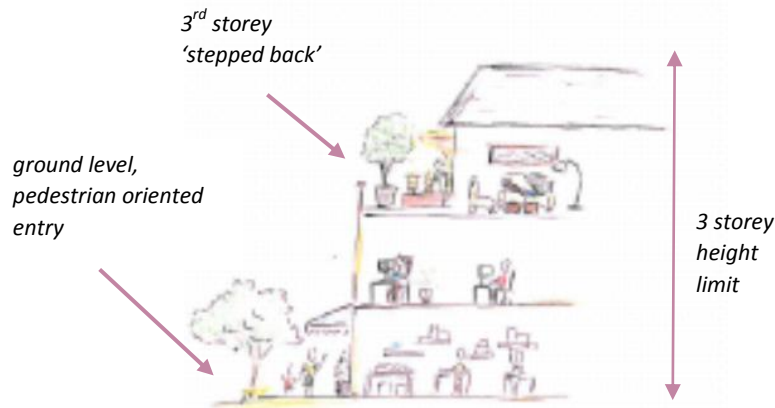 3rd storey
‘stepped back’
ground level,
pedestrian oriented
entry
3 storey
height
limit